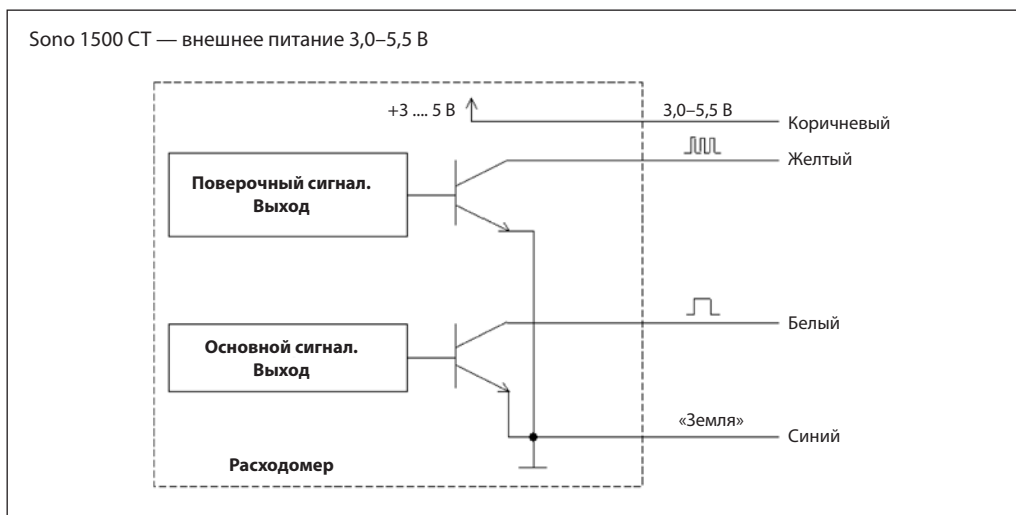 Sono 1500 CT — внешнее питание 3,0–5,5 В
+3 .... 5 В
3,0–5,5 В
Коричневый
Желтый
Поверочный сигнал.
Выход
Белый
Основной сигнал.
Выход
«Земля»
Синий
Расходомер